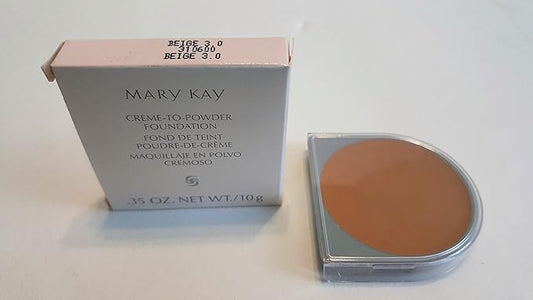 BEIGE 3.0
310600
BEIGE 3.0
MARY KAY
CREME-TO-POWDER
FOUNDATION
FOND DE TEINT
POUDRE-DE-CRÈME
MAQUILLAJE EN POLVO
CREMOSO
.35 OZ. NET WT./10 g